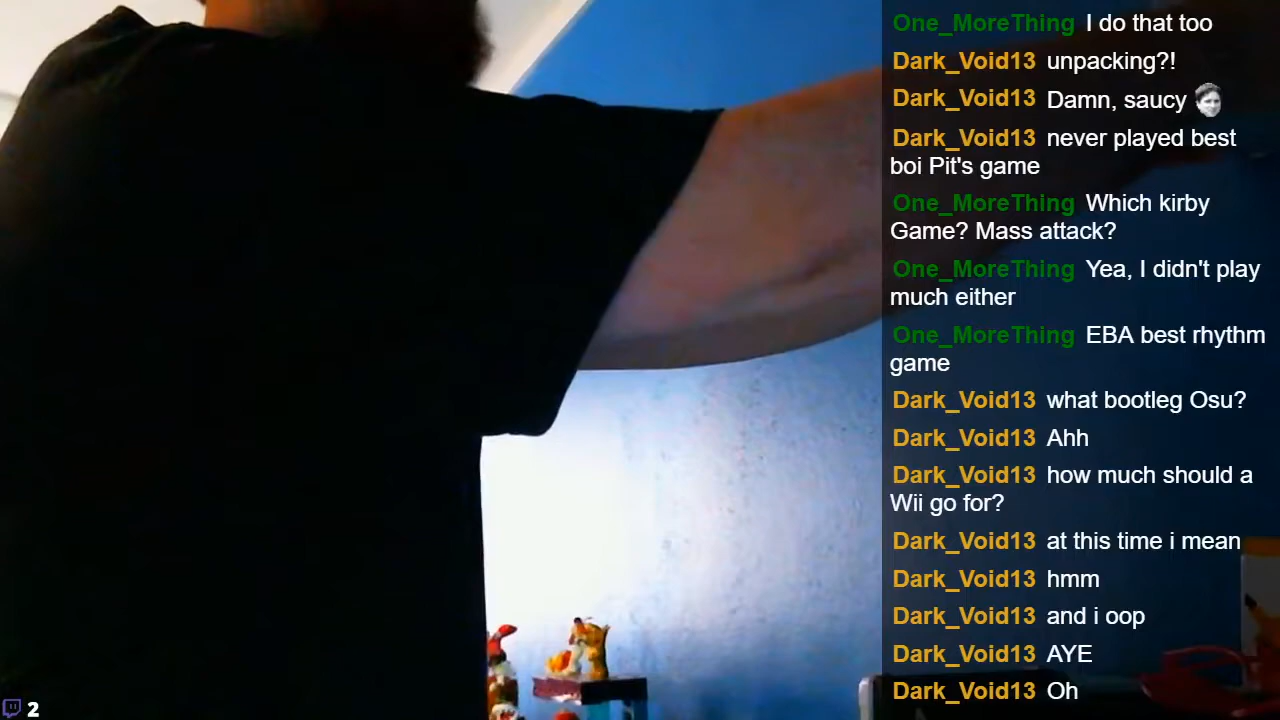 One_MoreThing I do that too
Dark_Void13 unpacking?!
Dark_Void13 Damn, saucy
Dark_Void13 never played best
boi Pit's game
One_MoreThing Which kirby
Game? Mass attack?
One_MoreThing Yea, I didn't play
much either
One_MoreThing EBA best rhythm
game
Dark_Void13 what bootleg Osu?
Dark_Void13 Ahh
Dark_Void13 how much should a
Wii go for?
Dark_Void13 at this time i mean
Dark_Void13 hmm
Dark_Void13 and i oop
Dark_Void13 AYE
Dark_Void13 Oh
2